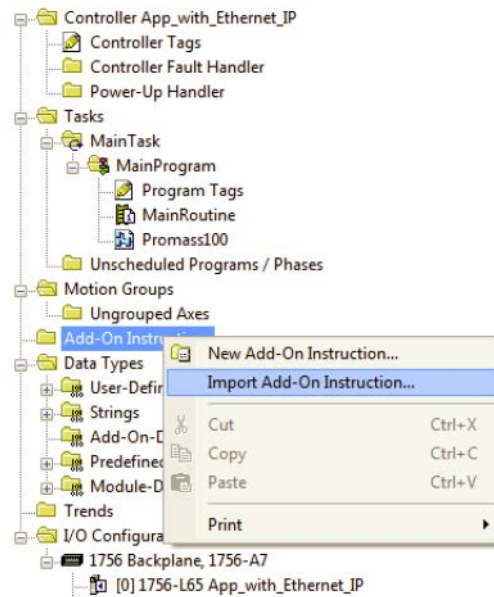 Controller App_with_Ethernet_IP
Controller Tags
Controller Fault Handler
Power-Up Handler
Tasks
MainTask
MainProgram
Program Tags
MainRoutine
Promass100
Unscheduled Programs / Phases
Motion Groups
Ungrouped Axes
Add-On Instru
New Add-On Instruction...
Data Types
User-Defin
Import Add-On Instruction...
Strings
Cut Ctrl+X
Add-On-D
Copy Ctrl+C
Predefined
Module-D
Paste Ctrl+V
Trends
Print
I/O Configura
1756 Backplane, 1756-A7
[0] 1756-L65 App_with_Ethernet_IP